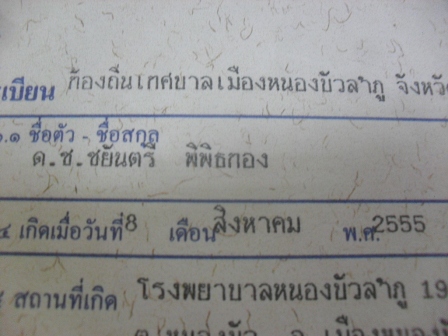 เบียน ท้องถิ่นเทศบาลเมืองหนองบัวลำภู จังหวัด
๑.๑ ชื่อตัว - ชื่อสกุล
ด.ช.ชยันตรี พิพิธกอง
๔ เกิดเมื่อวันที่ 8 เดือน สิงหาคม พ.ศ. 2555
สถานที่เกิด โรงพยาบาลหนองบัวลำภู 19